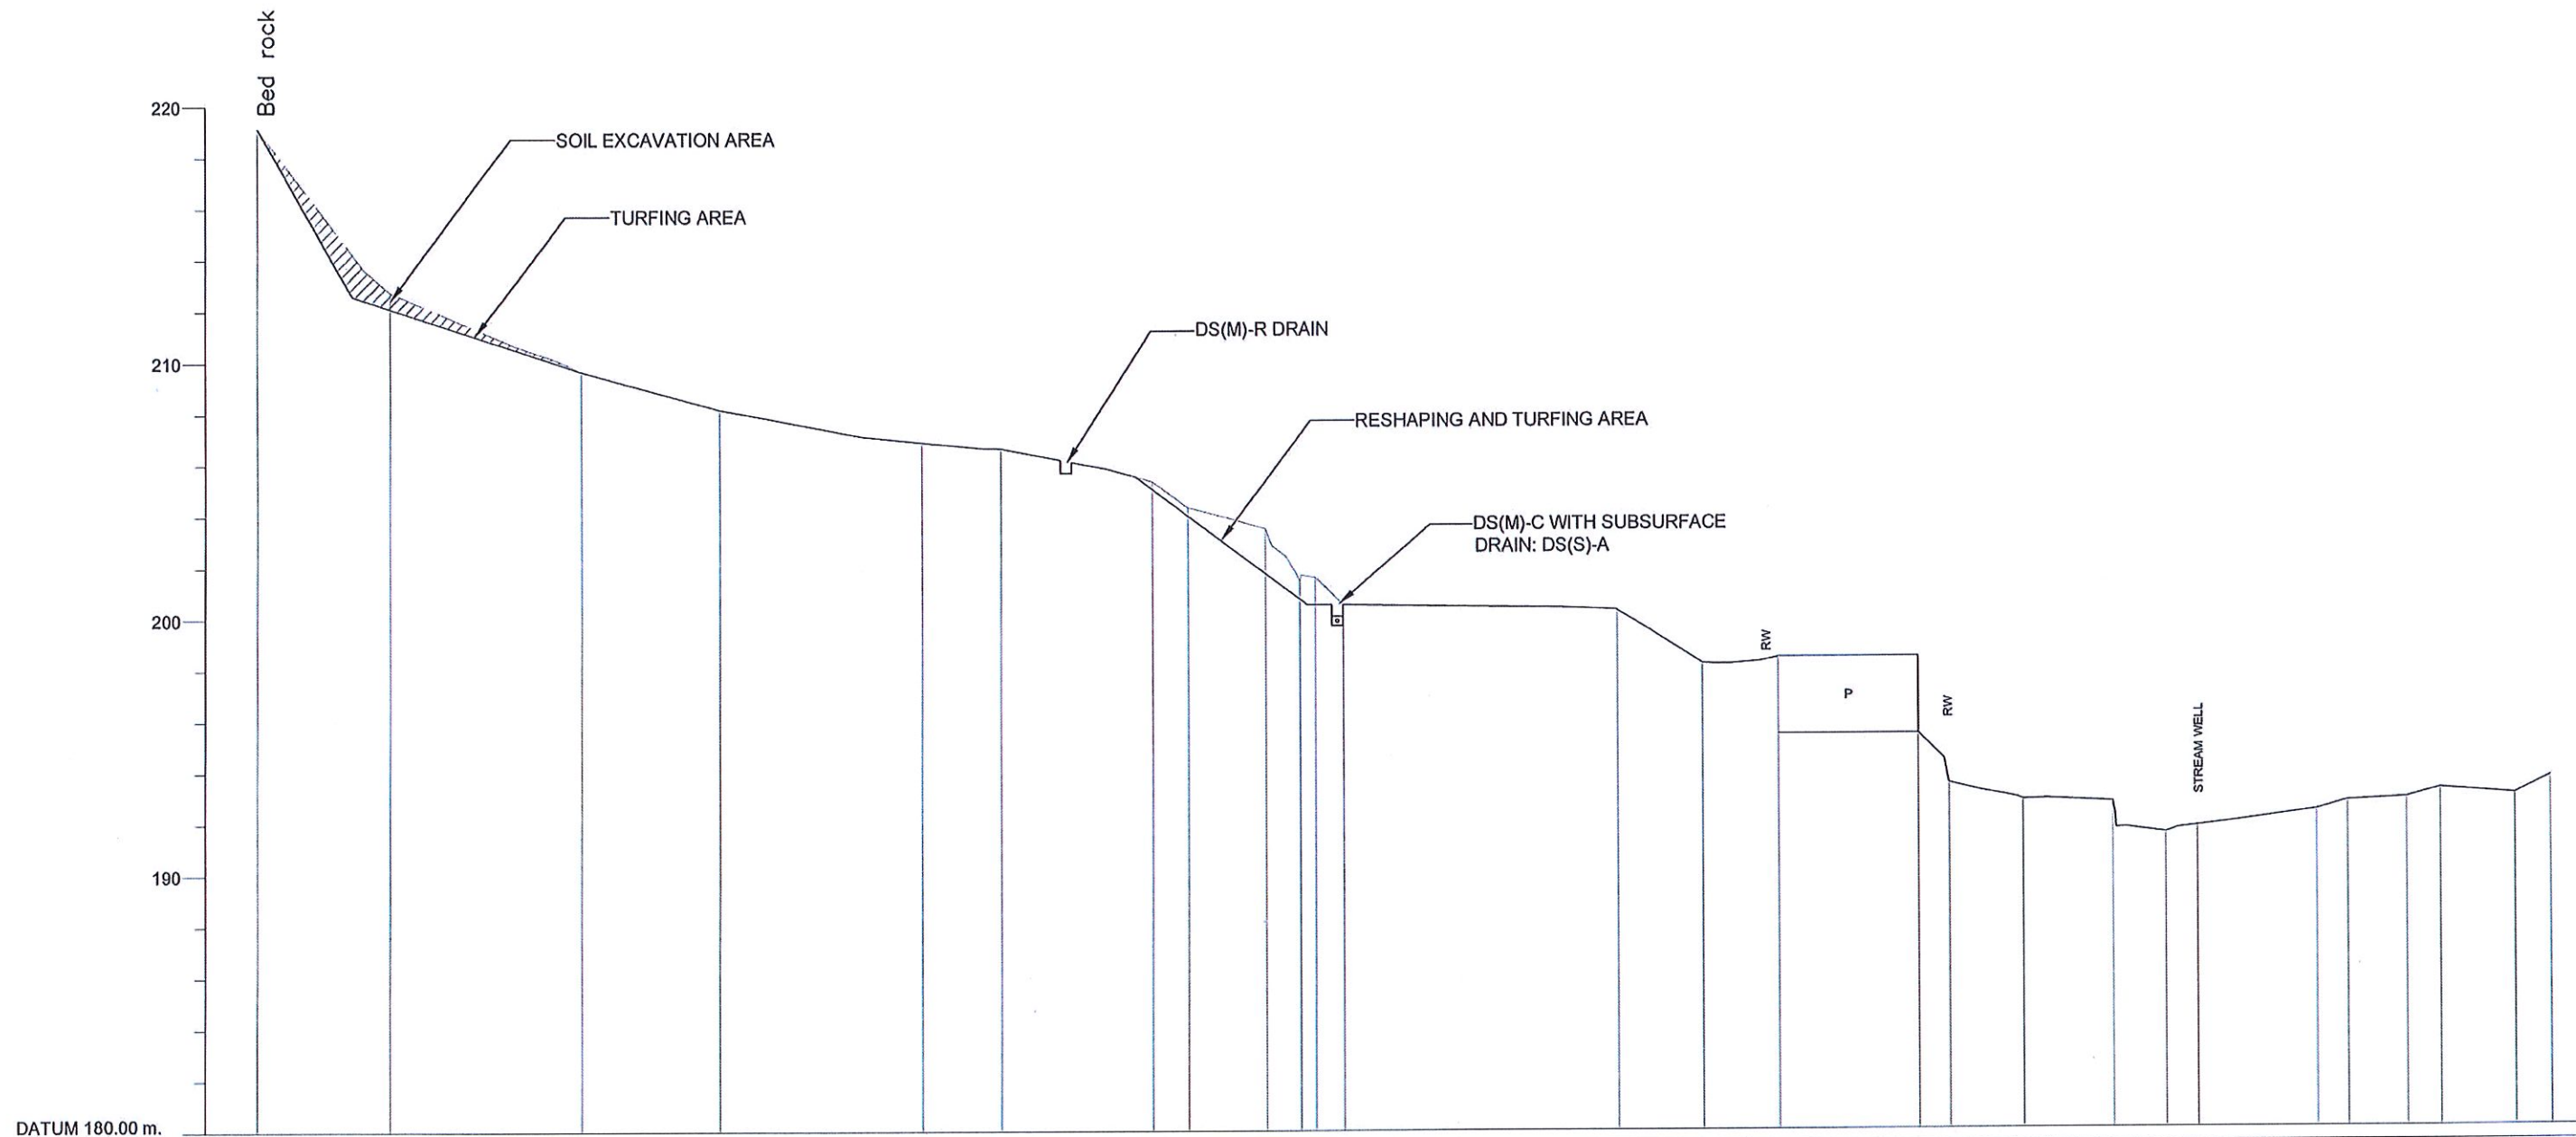 Bed rock
220
SOIL EXCAVATION AREA
TURFING AREA
DS(M)-R DRAIN
210
RESHAPING AND TURFING AREA
DS(M)-C WITH SUBSURFACE
DRAIN: DS(S)-A
200
RW
P
RW
STREAM WELL
190
DATUM 180.00 m.